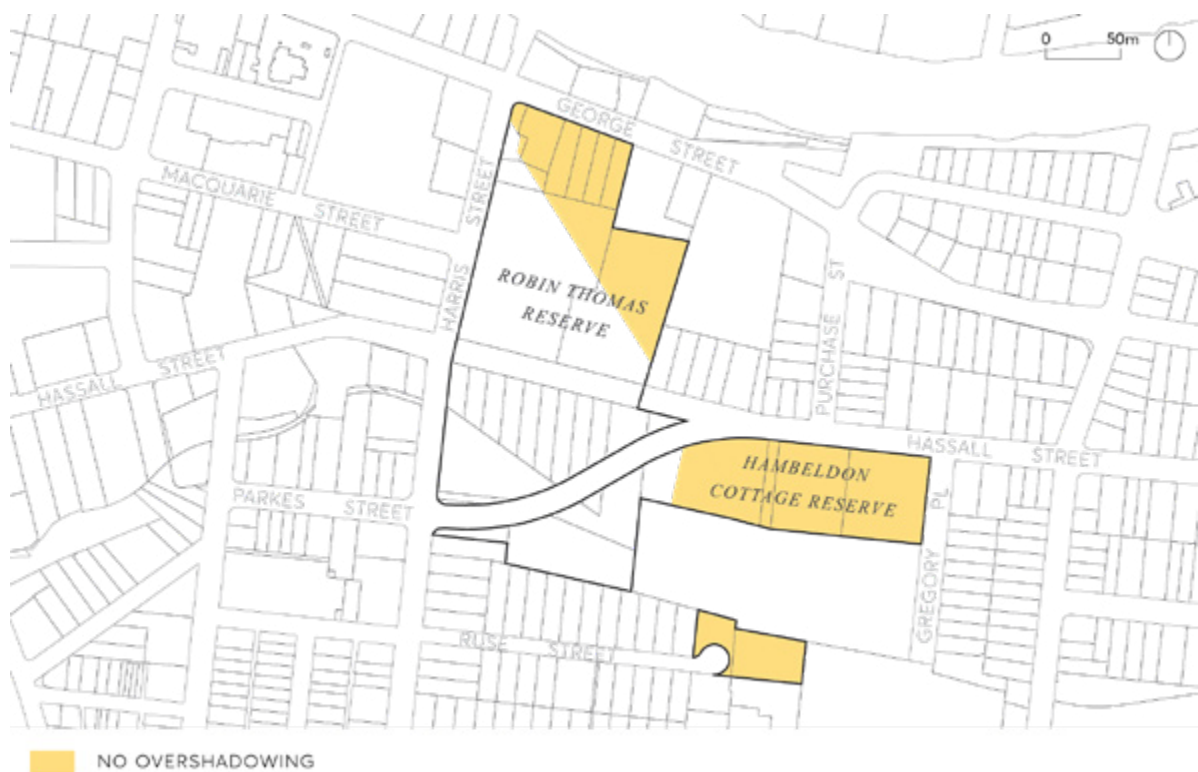 0 50m
GEORGE STREET
MACQUARIE STREET
HARRIS STREET
ROBIN THOMAS
RESERVE
PURCHASE ST
HASSALL STREET
HASSALL STREET
HAMBELDON
COTTAGE RESERVE
PARKES STREET
GREGORY PL
RUSE STREET
NO OVERSHADOWING